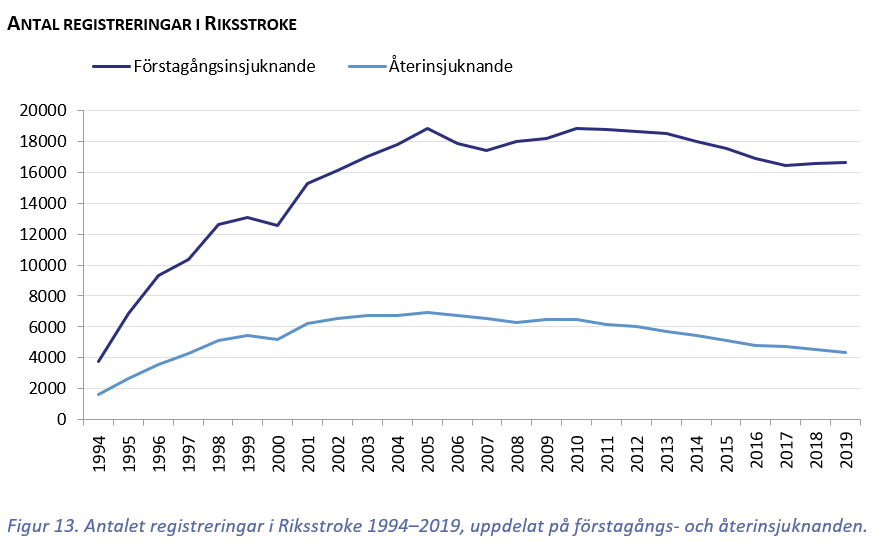 ANTAL REGISTRERINGAR I RIKSSTROKE
Förstagångsinsjuknande Återinsjuknande
20000
18000
16000
14000
12000
10000
8000
6000
4000
2000
0
1994 1995 1996 1997 1998 1999 2000 2001 2002 2003 2004 2005 2006 2007 2008 2009 2010 2011 2012 2013 2014 2015 2016 2017 2018 2019
Figur 13. Antalet registreringar i Riksstroke 1994–2019, uppdelat på förstagångs- och återinsjuknanden.